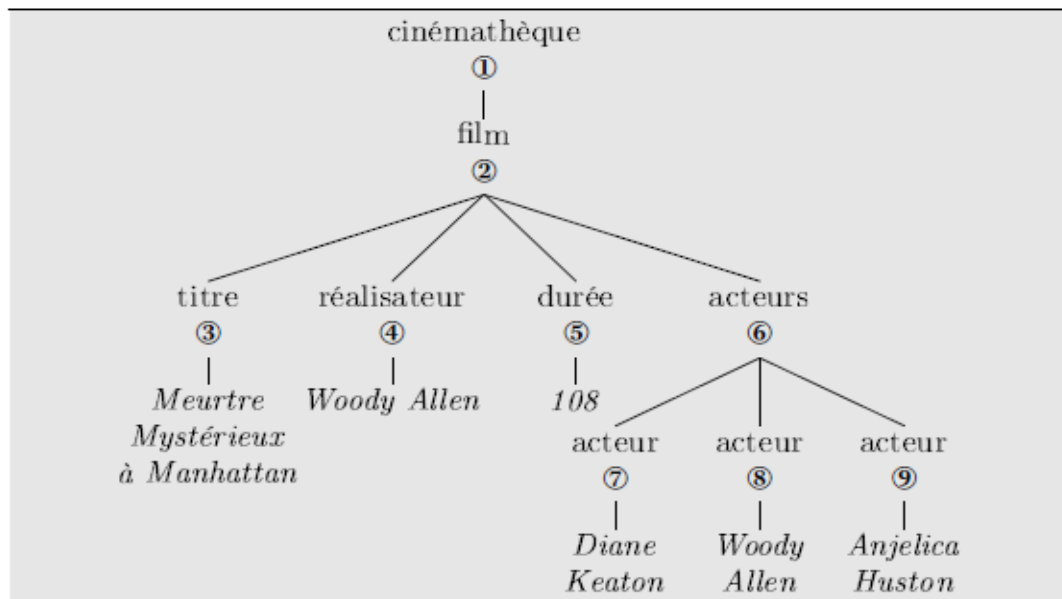 cinémathèque
①
film
②
titre réalisateur durée acteurs
③ ④ ⑤ ⑥
Meurtre Woody Allen 108
Mystérieux
à Manhattan
acteur acteur acteur
⑦ ⑧ ⑨
Diane Woody Anjelica
Keaton Allen Huston